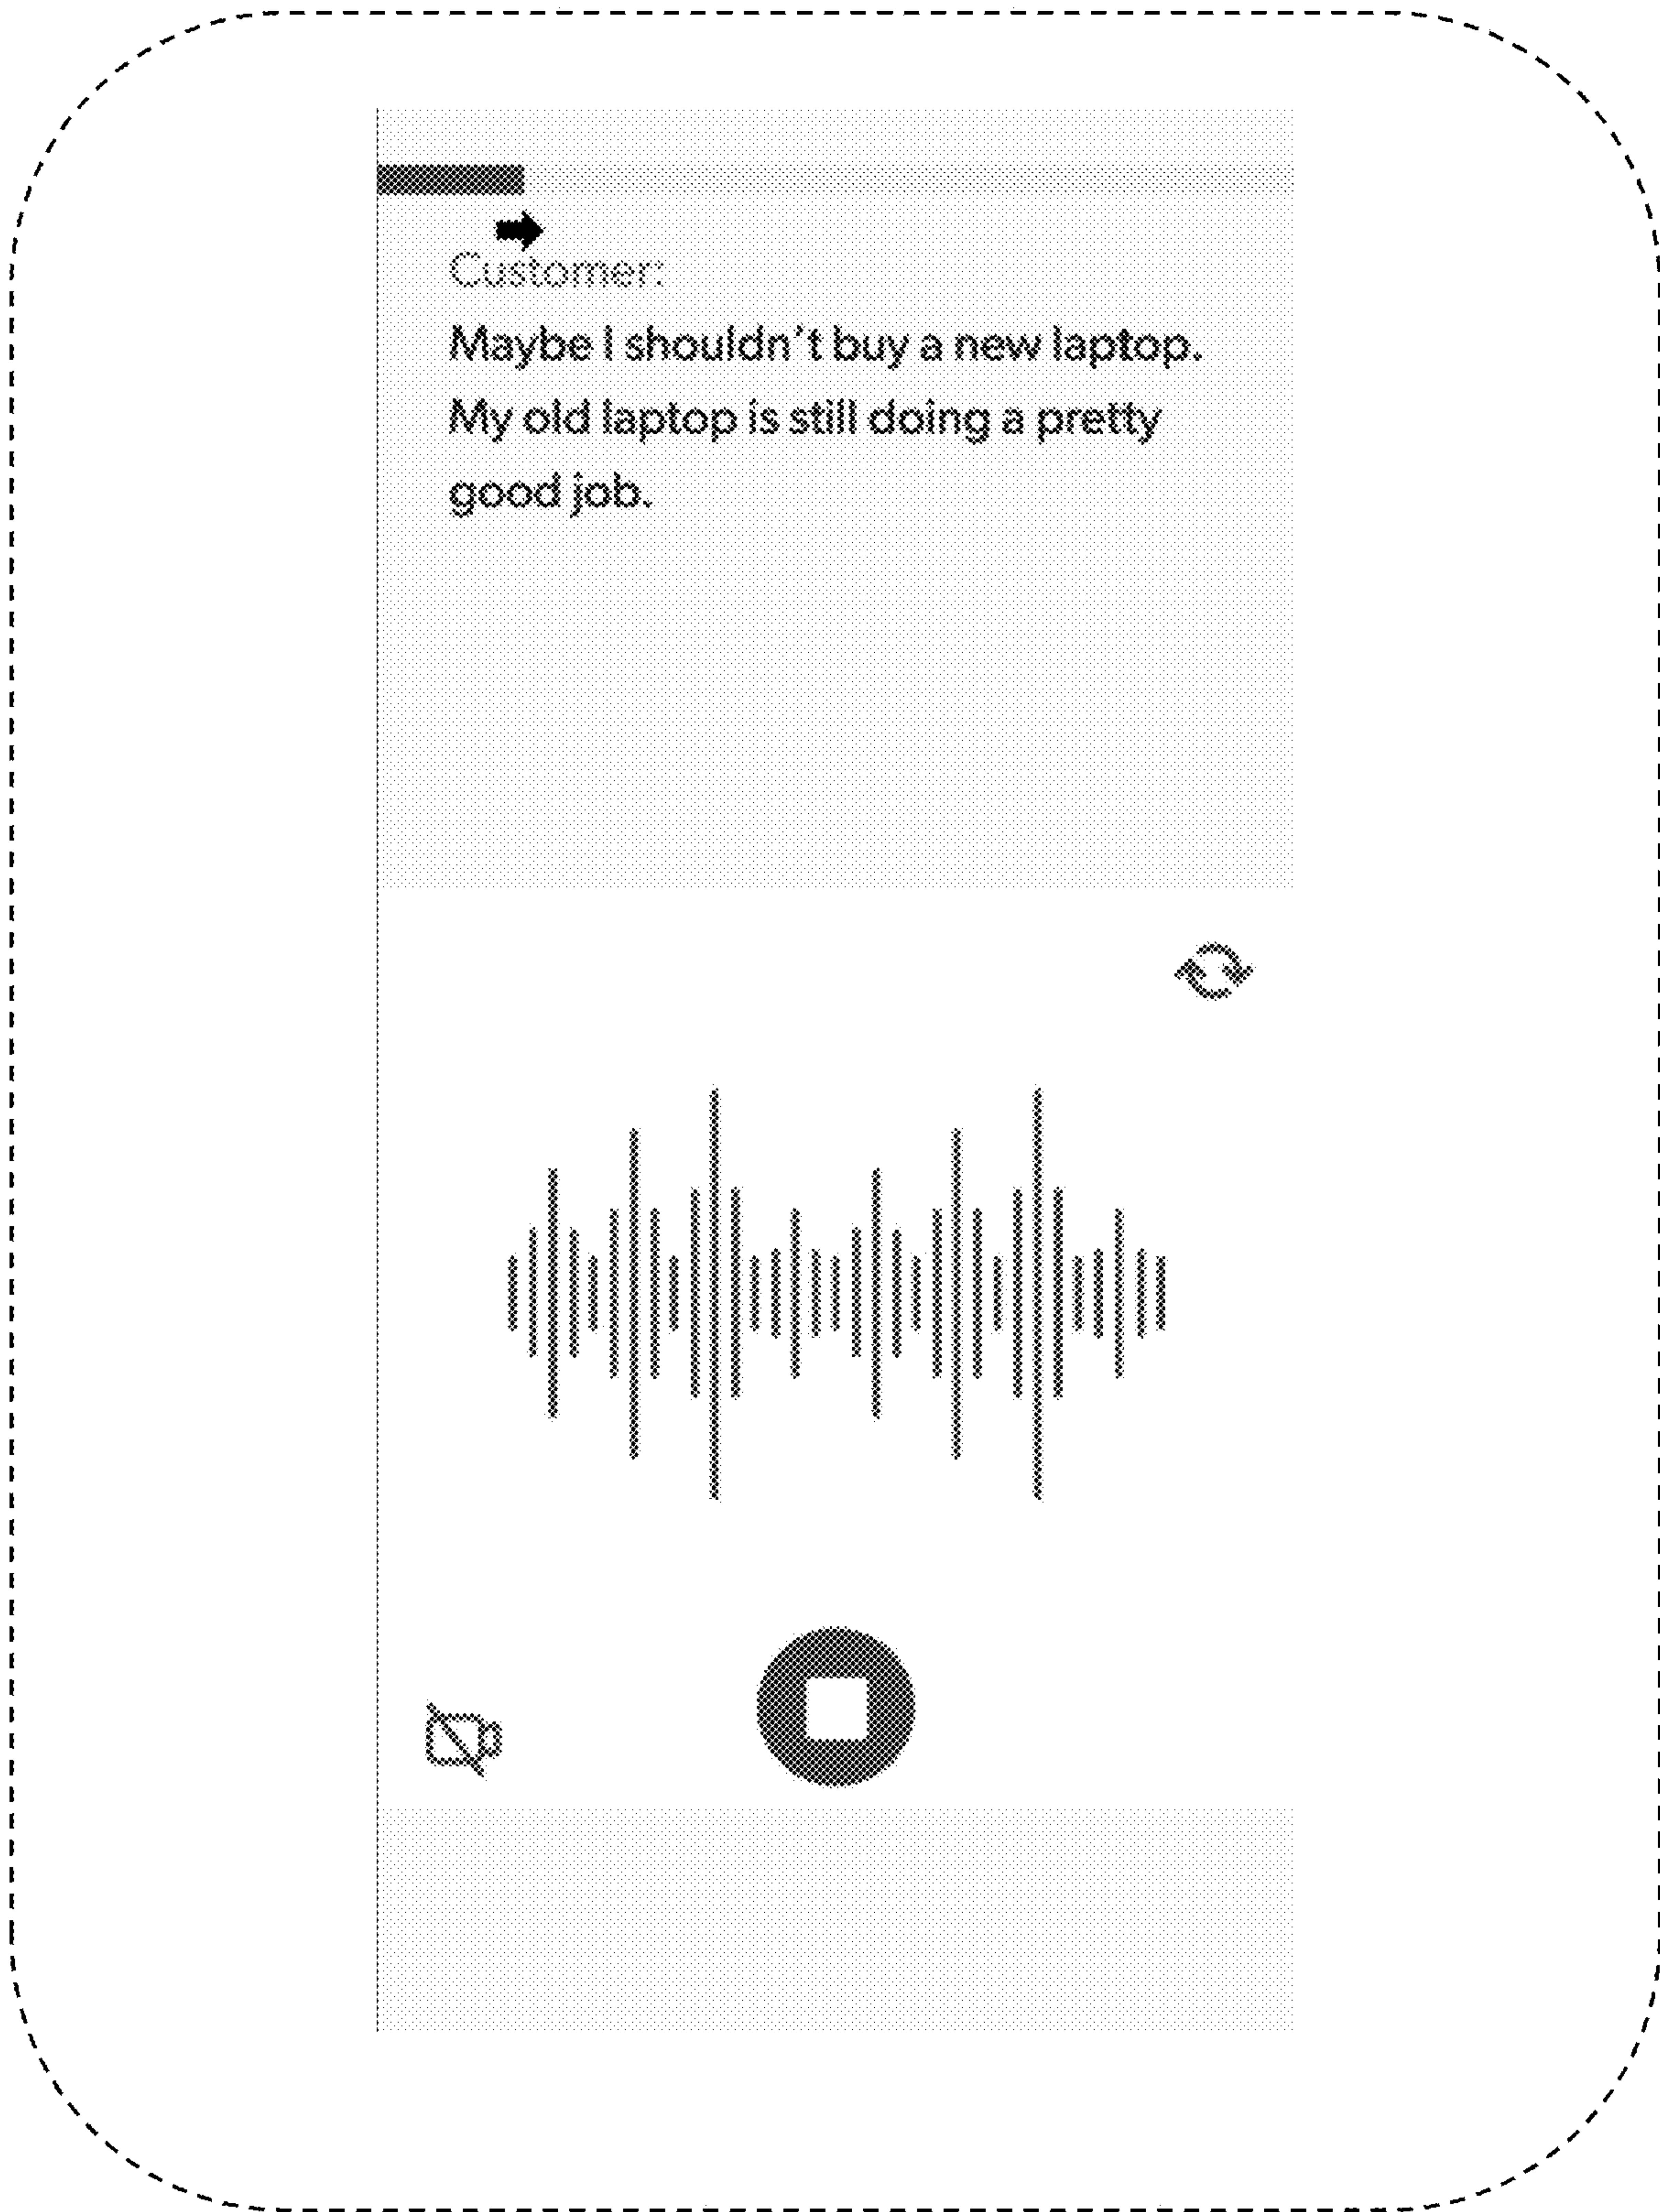 Customer:
Maybe I shouldn't buy a new laptop.
My old laptop is still doing a pretty
good job.